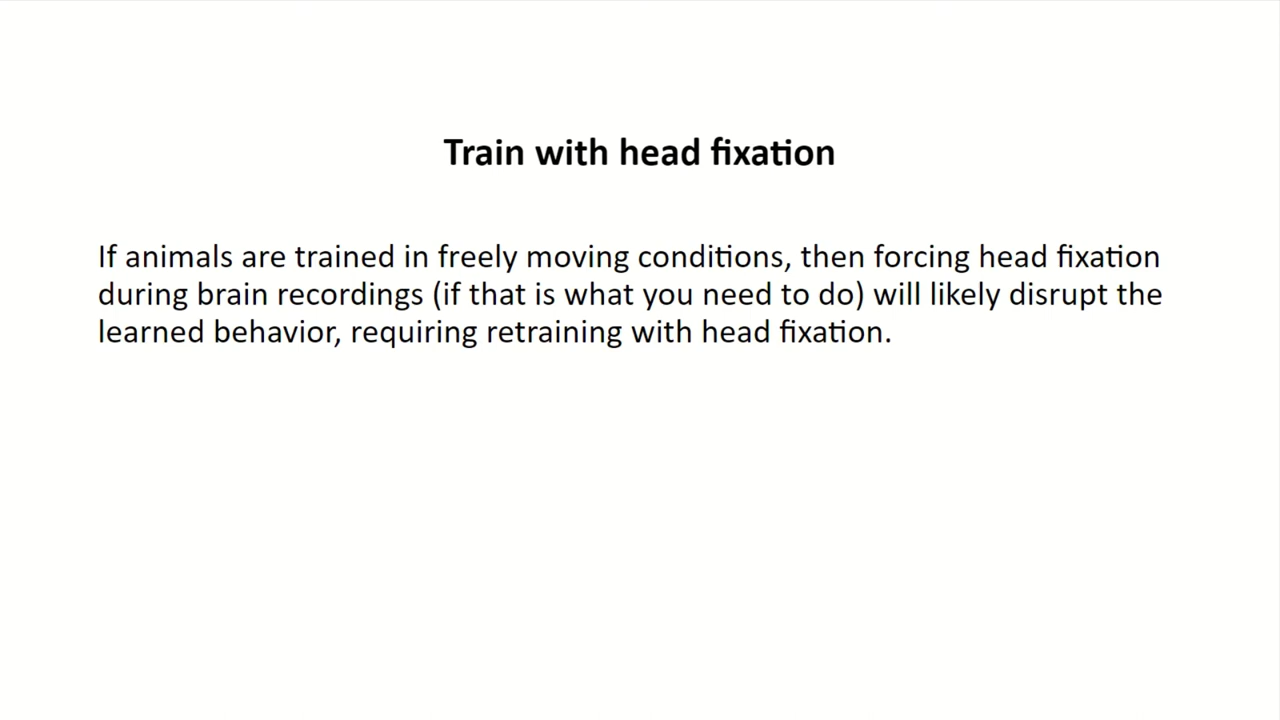 Train with head fixation
If animals are trained in freely moving conditions, then forcing head fixation
during brain recordings (if that is what you need to do) will likely disrupt the
learned behavior, requiring retraining with head fixation.